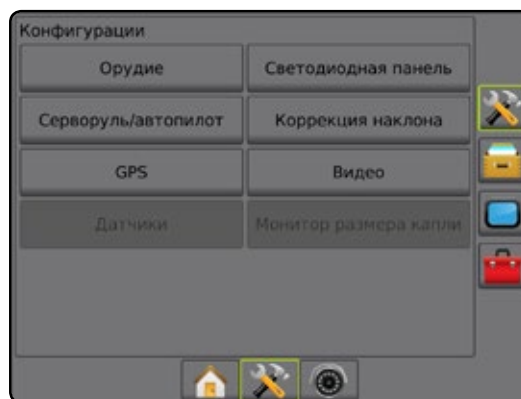 Конфигурации
Орудие
Светодиодная панель
Серворуль/автопилот
Коррекция наклона
GPS
Видео
Датчики
Монитор размера капли